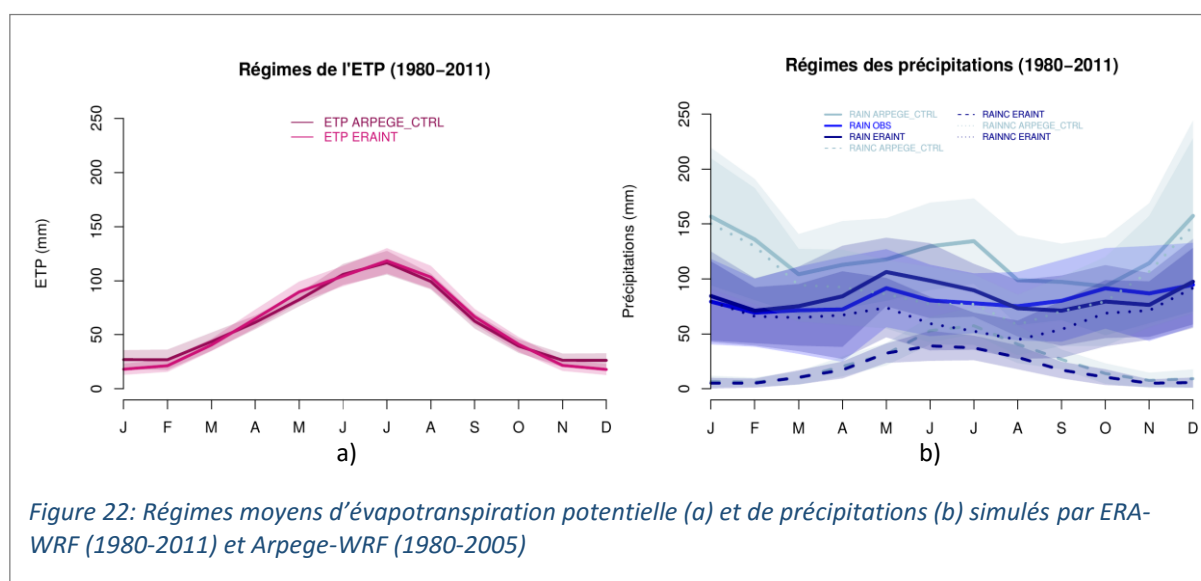 Régimes de l'ETP (1980−2011)
ETP ARPEGE_CTRL
ETP ERAINT
ETP (mm)
250
200
150
100
50
0
J F M A M J J A S O N D
a)
Régimes des précipitations (1980−2011)
RAIN ARPEGE_CTRL
RAIN OBS
RAIN ERAINT
RAINC ARPEGE_CTRL
RAINC ERAINT
RAINNC ARPEGE_CTRL
RAINNC ERAINT
Précipitations (mm)
250
200
150
100
50
0
J F M A M J J A S O N D
b)
Figure 22: Régimes moyens d’évapotranspiration potentielle (a) et de précipitations (b) simulés par ERA-
WRF (1980-2011) et Arpege-WRF (1980-2005)